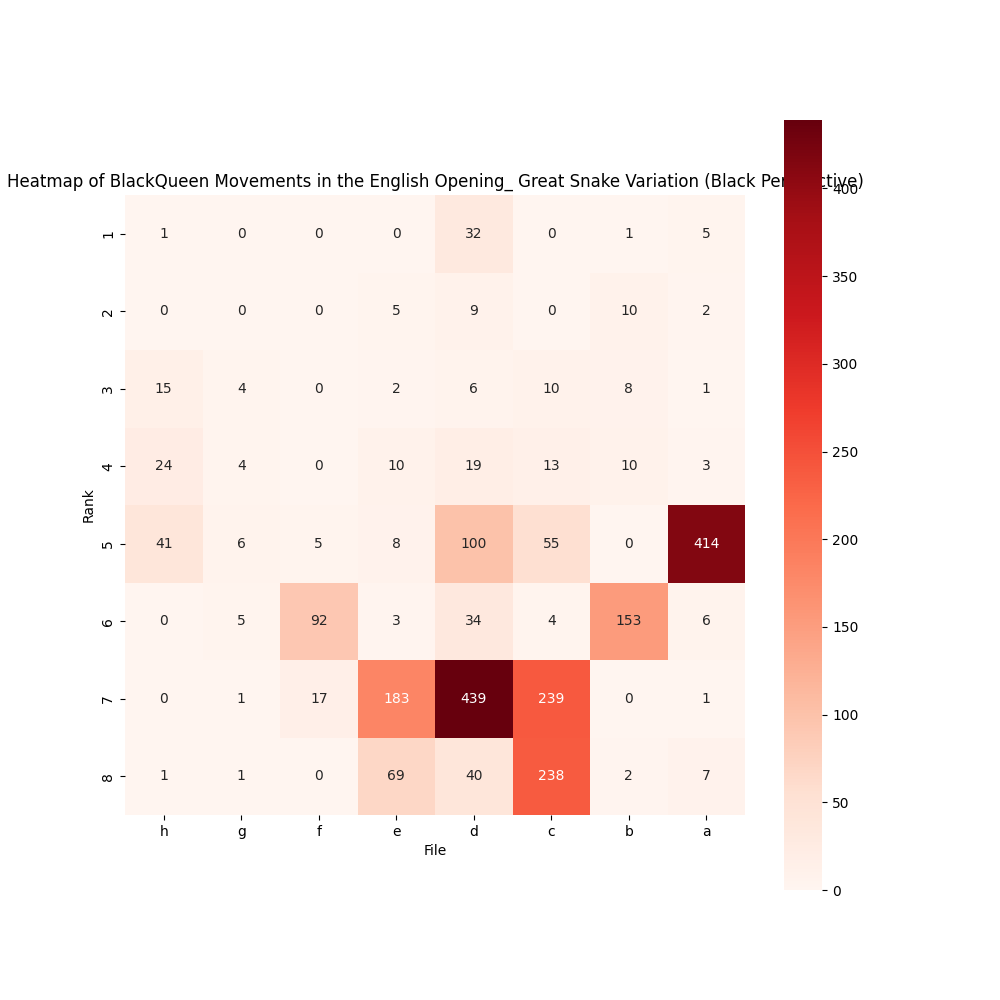 Heatmap of BlackQueen Movements in the English Opening_ Great Snake Variation (Black Perspective)
1 1 0 0 0 32 0 1 5
2 0 0 0 5 9 0 10 2
3 15 4 0 2 6 10 8 1
4 24 4 0 10 19 13 10 3
5 41 6 5 8 100 55 0 414
6 0 5 92 3 34 4 153 6
7 0 1 17 183 439 239 0 1
8 1 1 0 69 40 238 2 7
Rank
h g f e d c b a
File
400
350
300
250
200
150
100
50
0